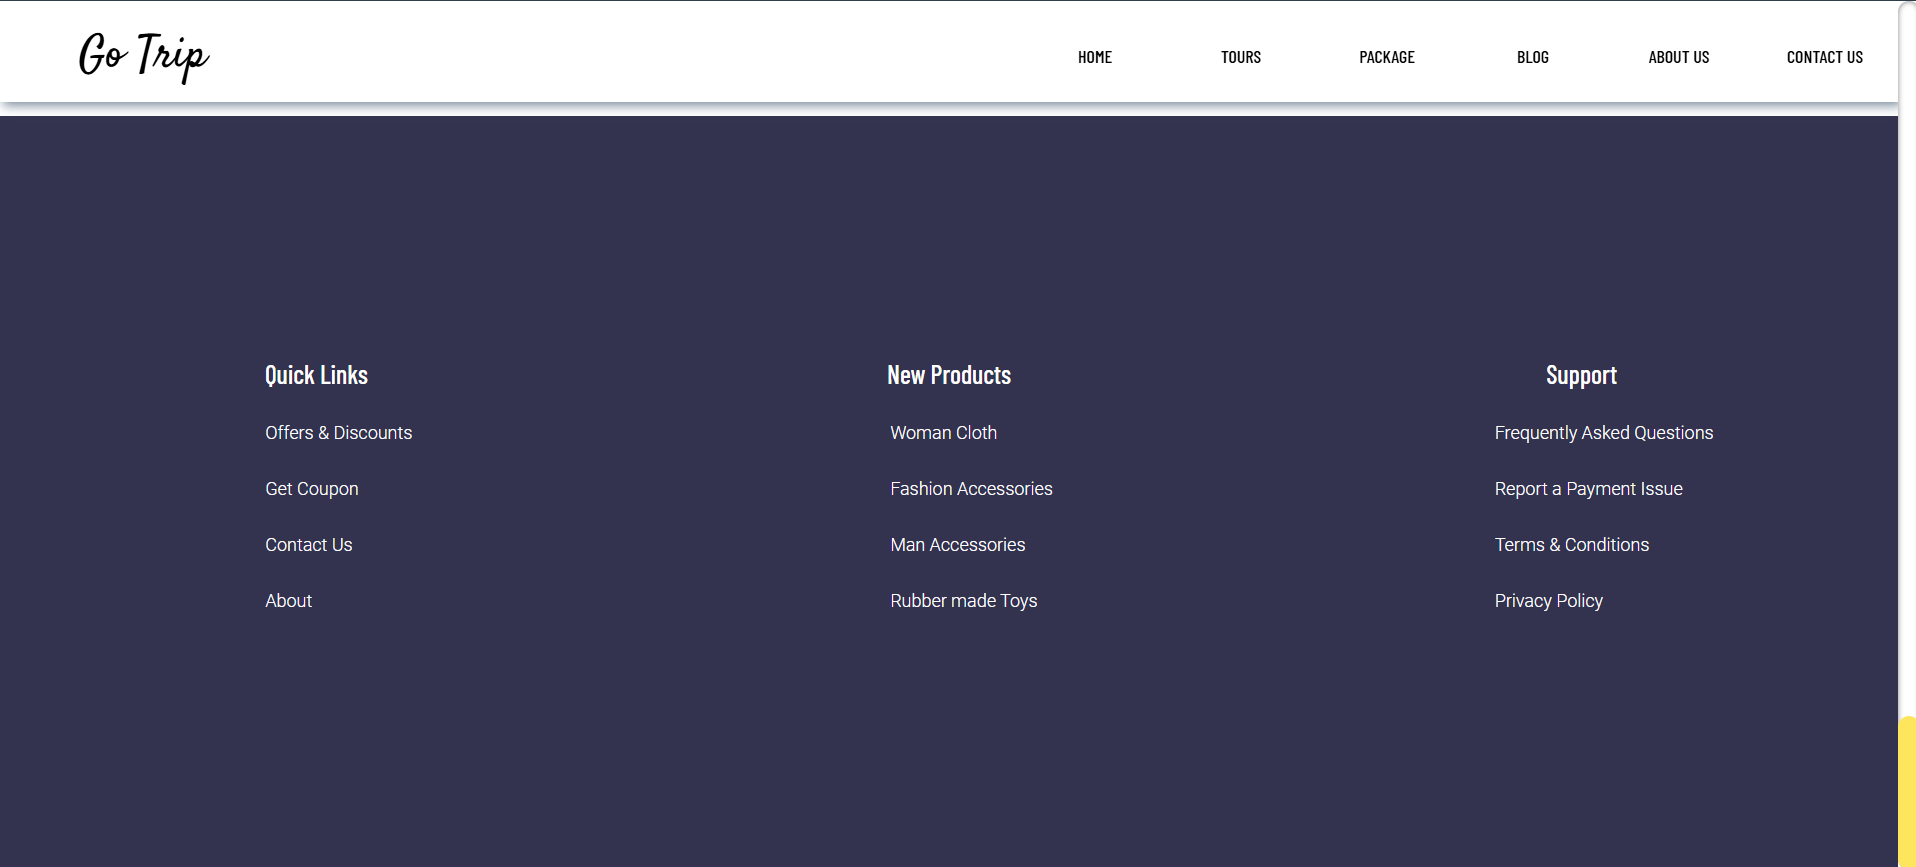 Go Trip
HOME TOURS PACKAGE BLOG ABOUT US CONTACT US
Quick Links
Offers & Discounts
Get Coupon
Contact Us
About
New Products
Woman Cloth
Fashion Accessories
Man Accessories
Rubber made Toys
Support
Frequently Asked Questions
Report a Payment Issue
Terms & Conditions
Privacy Policy